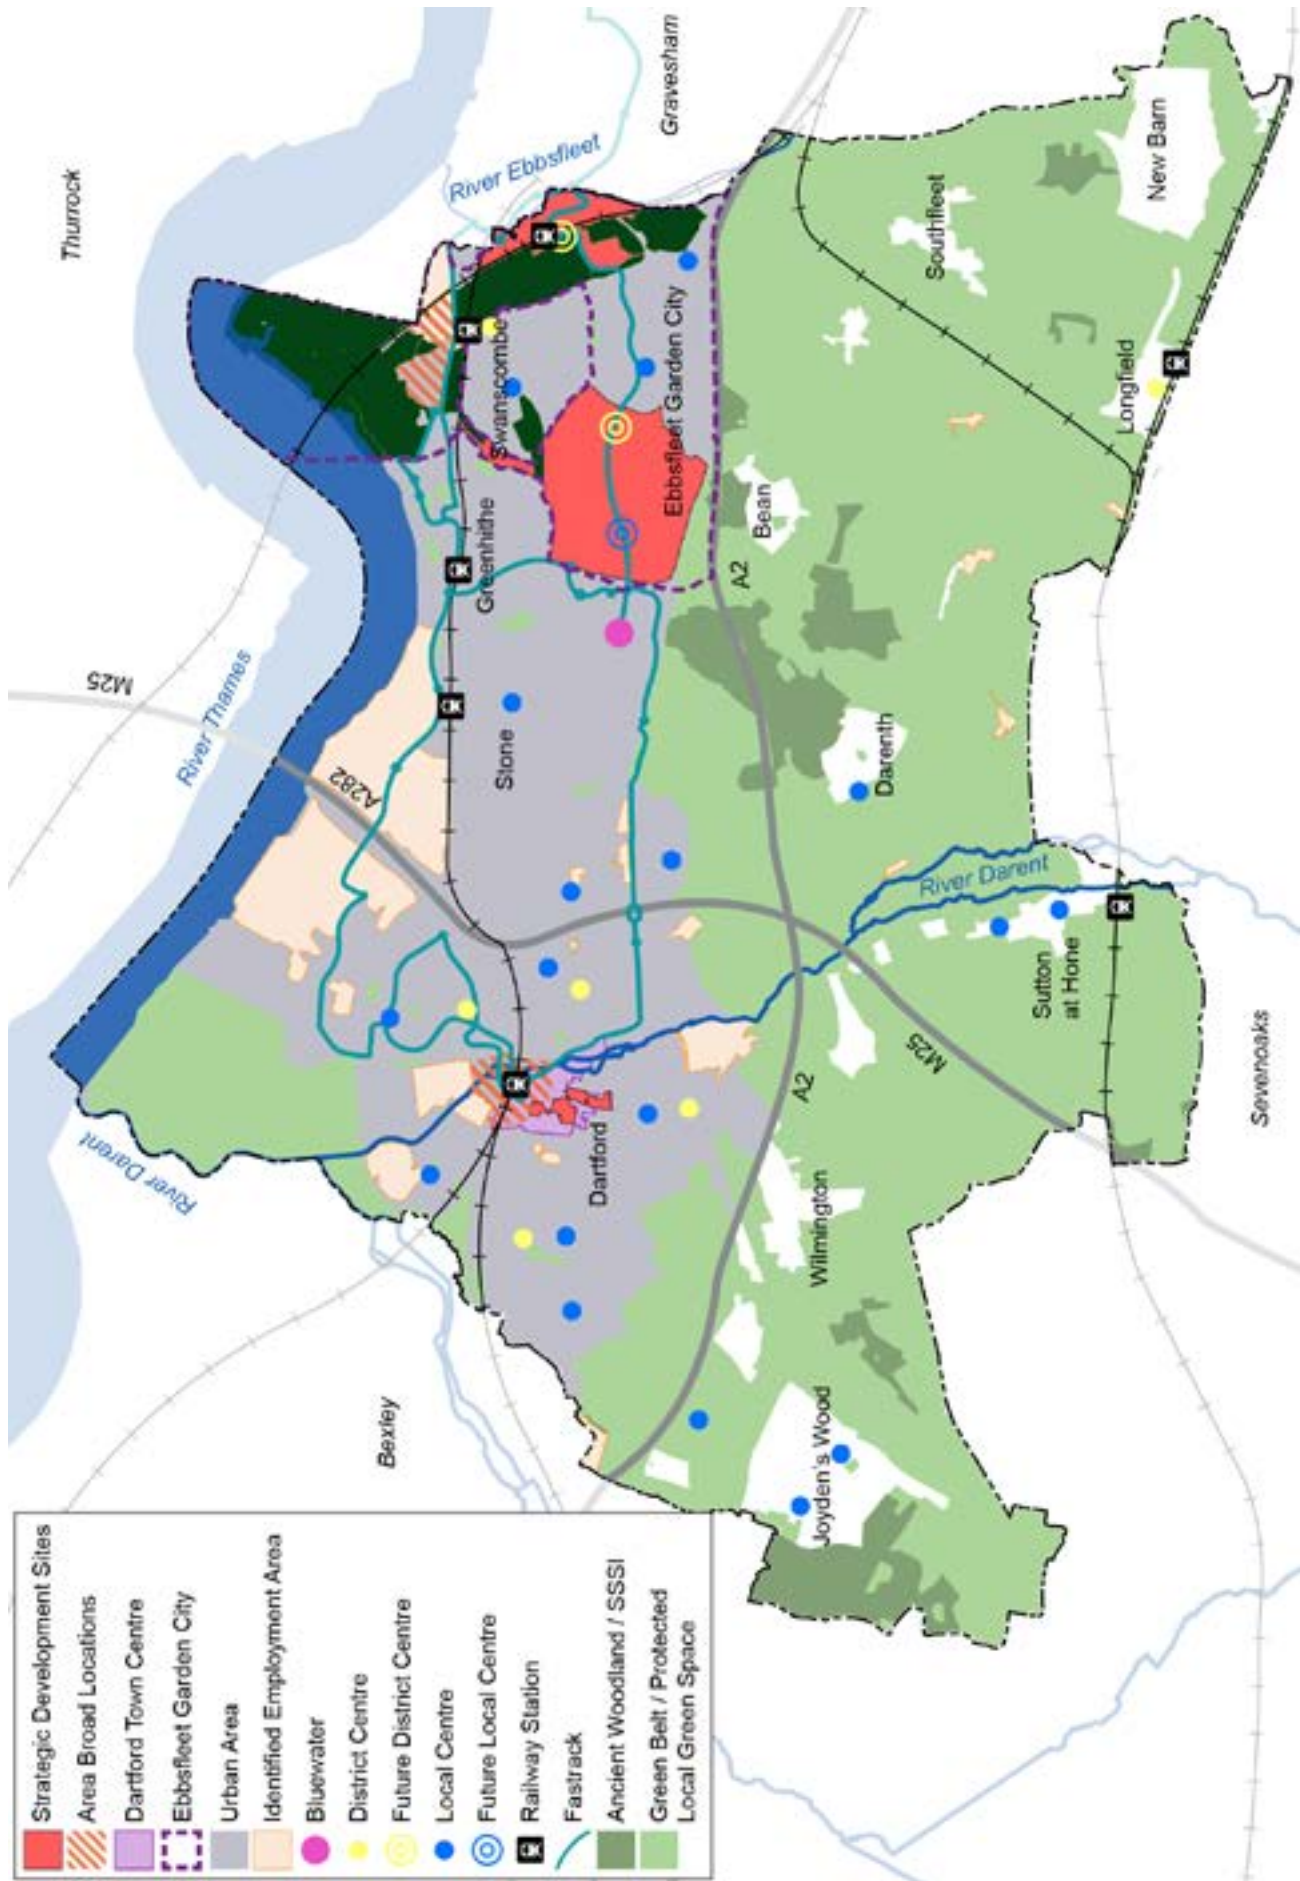 Strategic Development Sites
Area Broad Locations
Dartford Town Centre
Ebbsfleet Garden City
Urban Area
Identified Employment Area
Bluewater
District Centre
Future District Centre
Local Centre
Future Local Centre
Railway Station
Fastrack
Ancient Woodland / SSSI
Green Belt / Protected
Local Green Space
Thurrock
Gravesham
Bexley
Sevenoaks
River Thames
M25
A282
River Ebbsfleet
River Darent
Swanscombe
Greenhithe
Stone
Dartford
Ebbsfleet Garden City
Bean
A2
A2
Darenth
River Darent
Sutton
at Hone
M25
Wilmington
Joyden's Wood
Southfleet
New Barn
Longfield